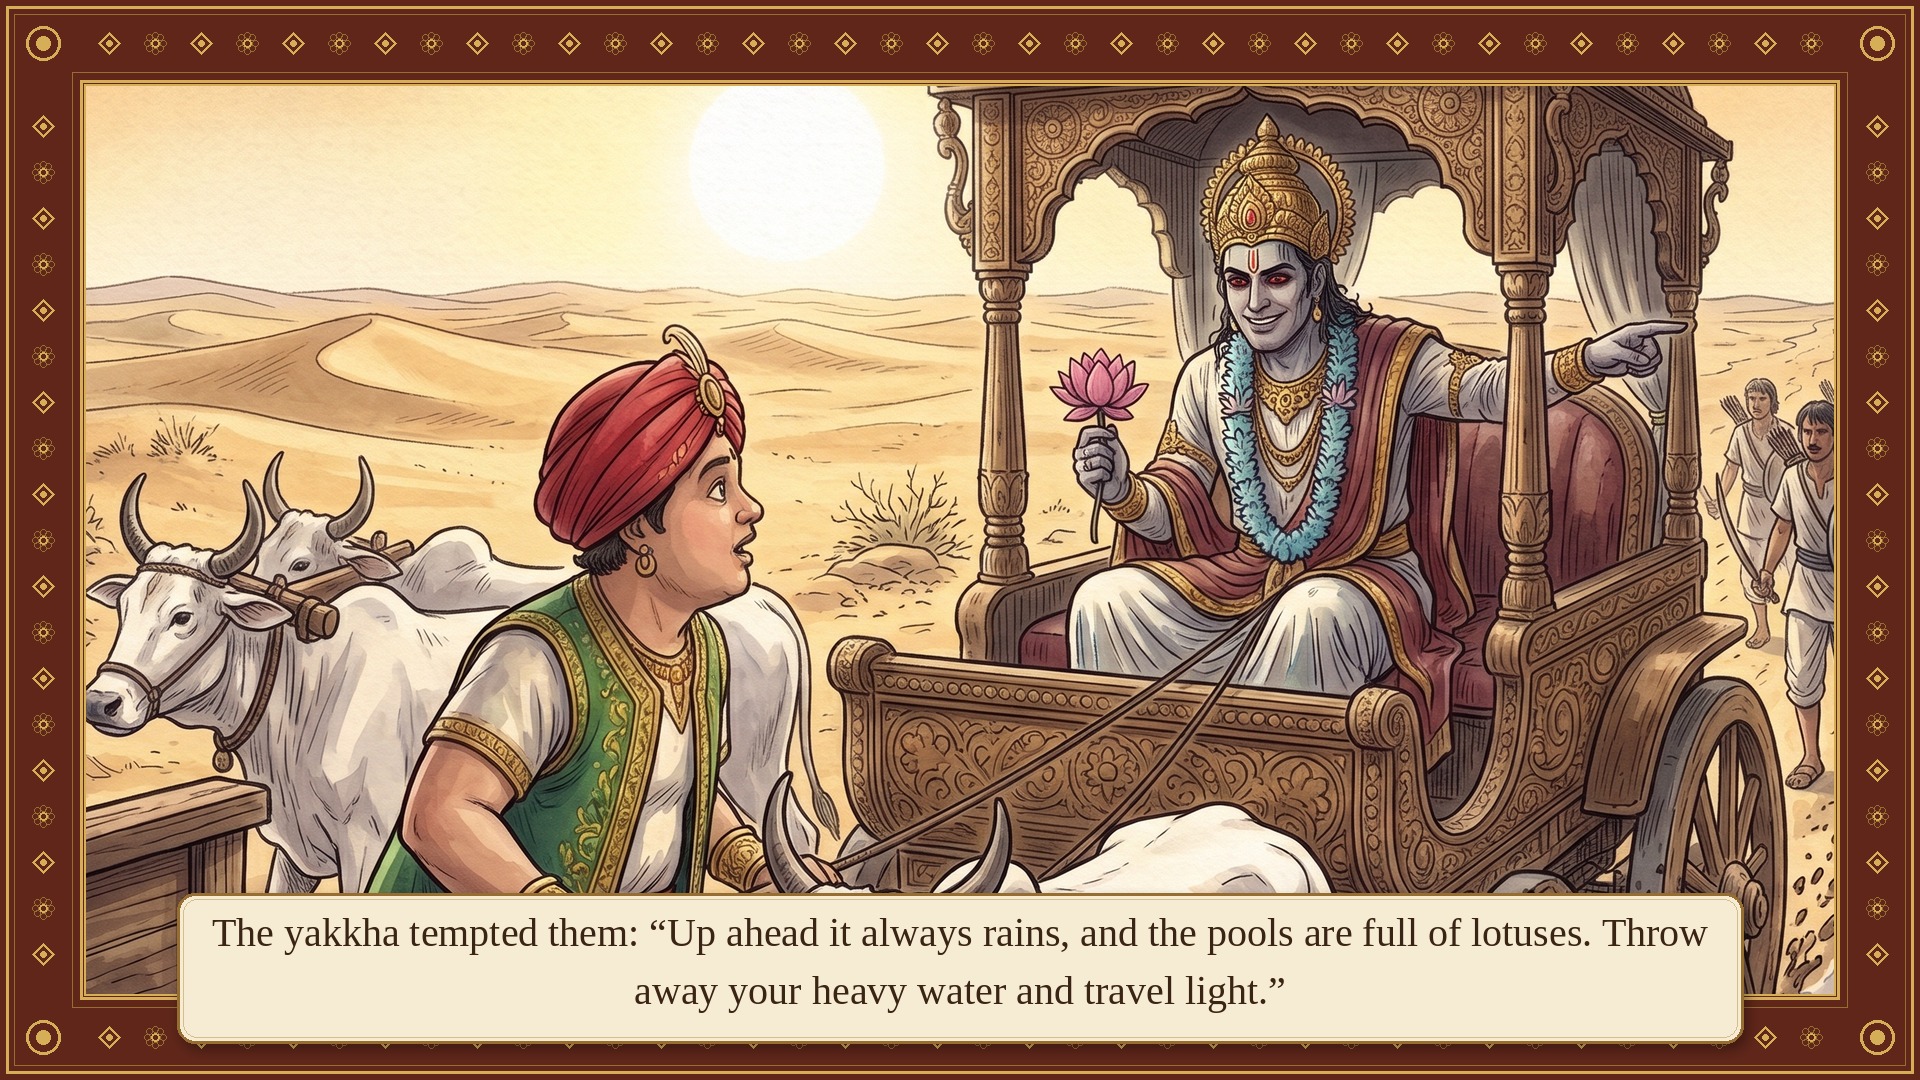 The yakkha tempted them: “Up ahead it always rains, and the pools are full of lotuses. Throw
away your heavy water and travel light.”